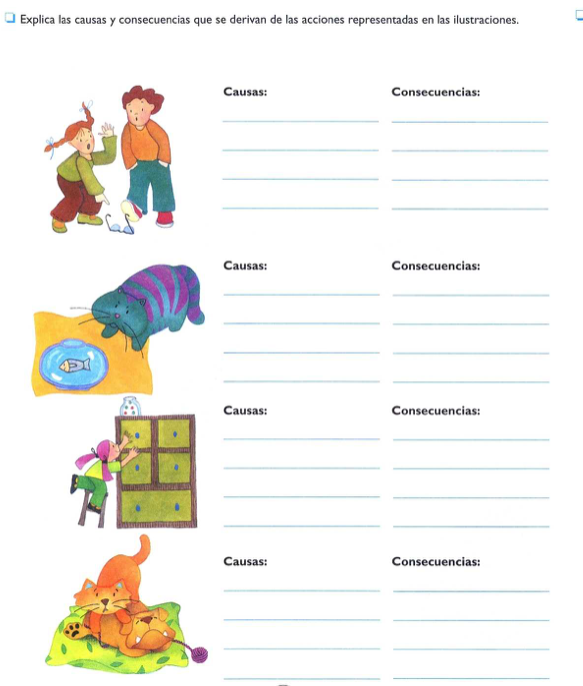 Explica las causas y consecuencias que se derivan de las acciones representadas en las ilustraciones.
Causas: Consecuencias:
Causas: Consecuencias:
Causas: Consecuencias:
Causas: Consecuencias: